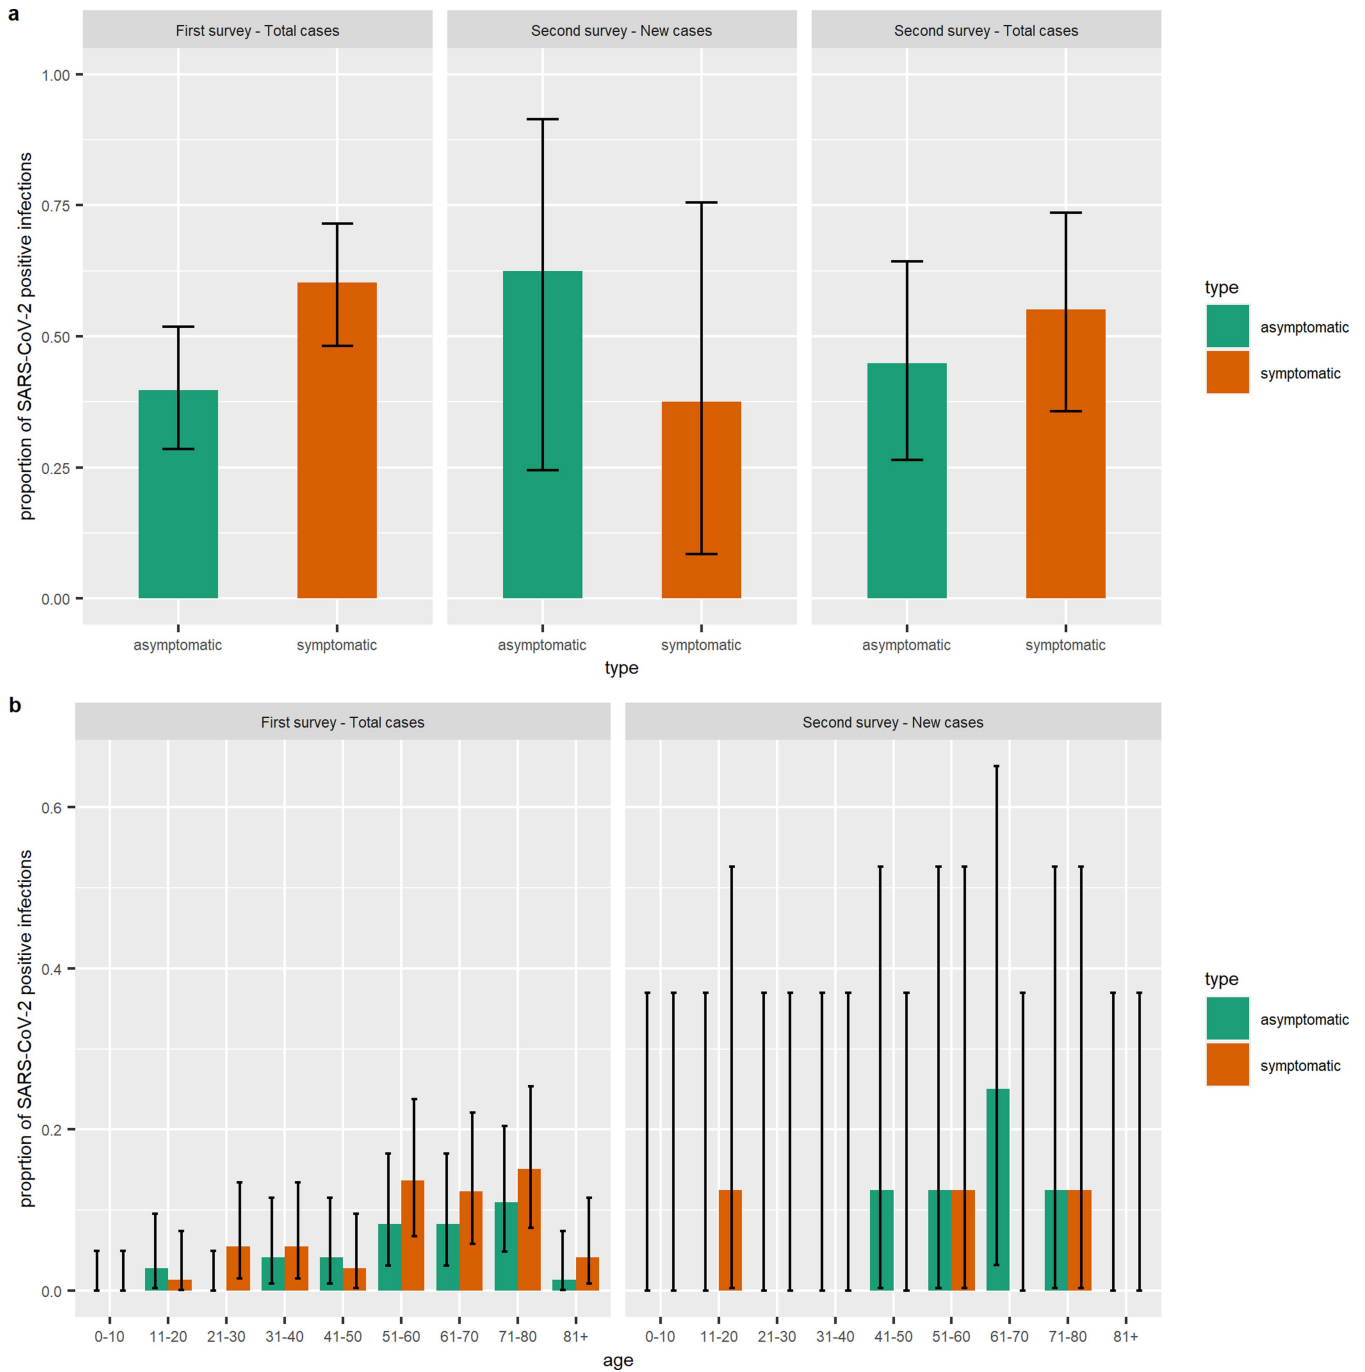 a
First survey - Total cases
Second survey - New cases
Second survey - Total cases
proportion of SARS-CoV-2 positive infections
1.00
0.75
0.50
0.25
0.00
asymptomatic
symptomatic
asymptomatic
symptomatic
asymptomatic
symptomatic
type
type
asymptomatic
symptomatic
b
First survey - Total cases
Second survey - New cases
proprtion of SARS-CoV-2 positive infections
0.6
0.4
0.2
0.0
0-10 11-20 21-30 31-40 41-50 51-60 61-70 71-80 81+
0-10 11-20 21-30 31-40 41-50 51-60 61-70 71-80 81+
age
type
asymptomatic
symptomatic